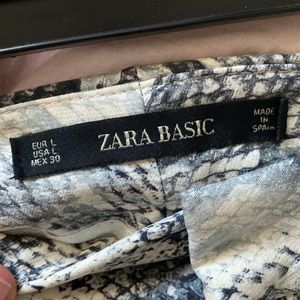 EUR L
USA L
MEX 30
ZARA BASIC
MADE
IN
SPAIN